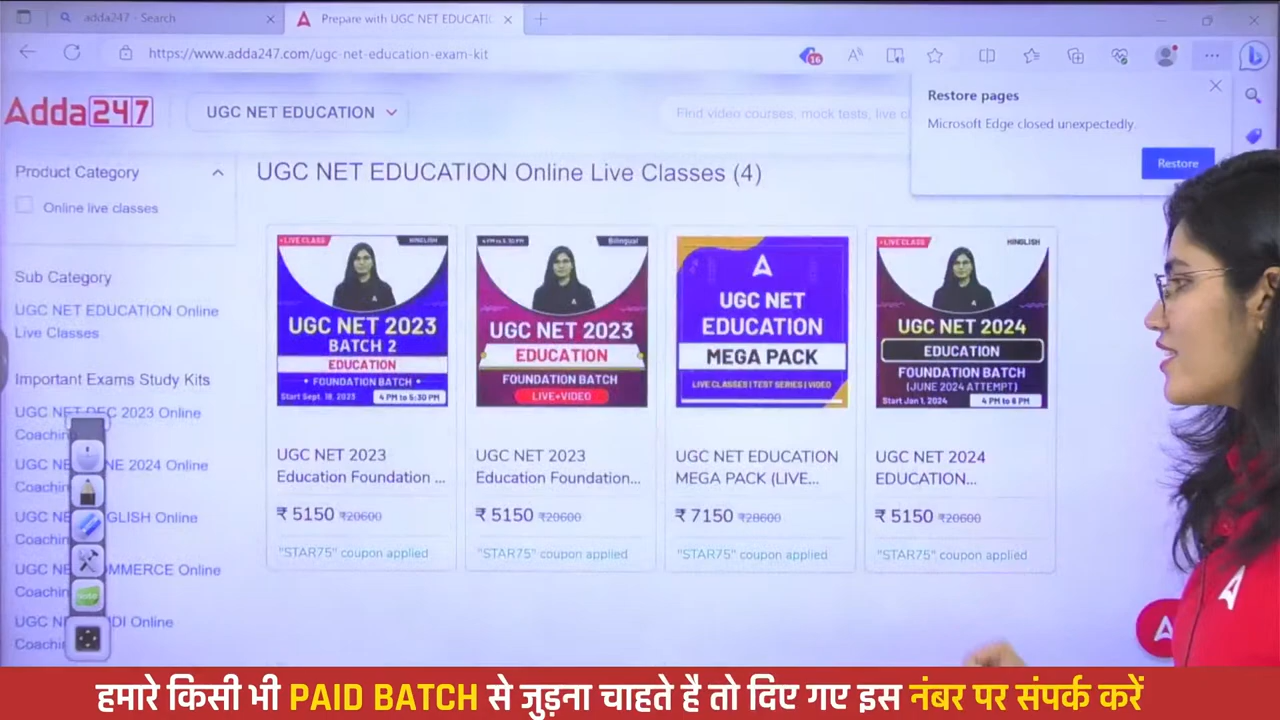 adda247 - Search
Prepare with UGC NET EDUCATIO
https://www.adda247.com/ugc-net-education-exam-kit
16
Adda247
UGC NET EDUCATION
Find video courses, mock tests, live cl
Restore pages
Microsoft Edge closed unexpectedly.
Restore
Product Category
Online live classes
Sub Category
UGC NET EDUCATION Online
Live Classes
Important Exams Study Kits
UGC NET DEC 2023 Online
Coachin
UGC NE NE 2024 Online
Coachin
UGC NE GLISH Online
Coachin
UGC NE MMERCE Online
Coachin
UGC N DI Online
Coachin
UGC NET EDUCATION Online Live Classes (4)
LIVE CLASS HINGLISH
UGC NET 2023
BATCH 2
EDUCATION
• FOUNDATION BATCH •
Start Sept. 18, 2023 4 PM to 5:30 PM
UGC NET 2023
Education Foundation ...
₹ 5150 ₹20600
"STAR75" coupon applied
4 PM to 5:30 PM Bilingual
UGC NET 2023
EDUCATION
FOUNDATION BATCH
LIVE+VIDEO
UGC NET 2023
Education Foundation...
₹ 5150 ₹20600
"STAR75" coupon applied
UGC NET
EDUCATION
MEGA PACK
LIVE CLASSES | TEST SERIES | VIDEO
UGC NET EDUCATION
MEGA PACK (LIVE...
₹ 7150 ₹28600
"STAR75" coupon applied
LIVE CLASS HINGLISH
UGC NET 2024
EDUCATION
FOUNDATION BATCH
(JUNE 2024 ATTEMPT)
Start Jan 1, 2024 4 PM to 6 PM
UGC NET 2024
EDUCATION...
₹ 5150 ₹20600
"STAR75" coupon applied
हमारे किसी भी PAID BATCH से जुड़ना चाहते है तो दिए गए इस नंबर पर संपर्क करें